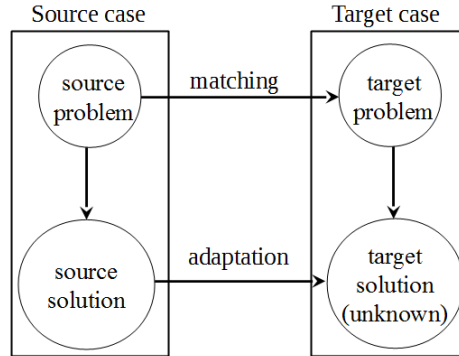 Source case
Target case
source
problem
matching
target
problem
source
solution
adaptation
target
solution
(unknown)